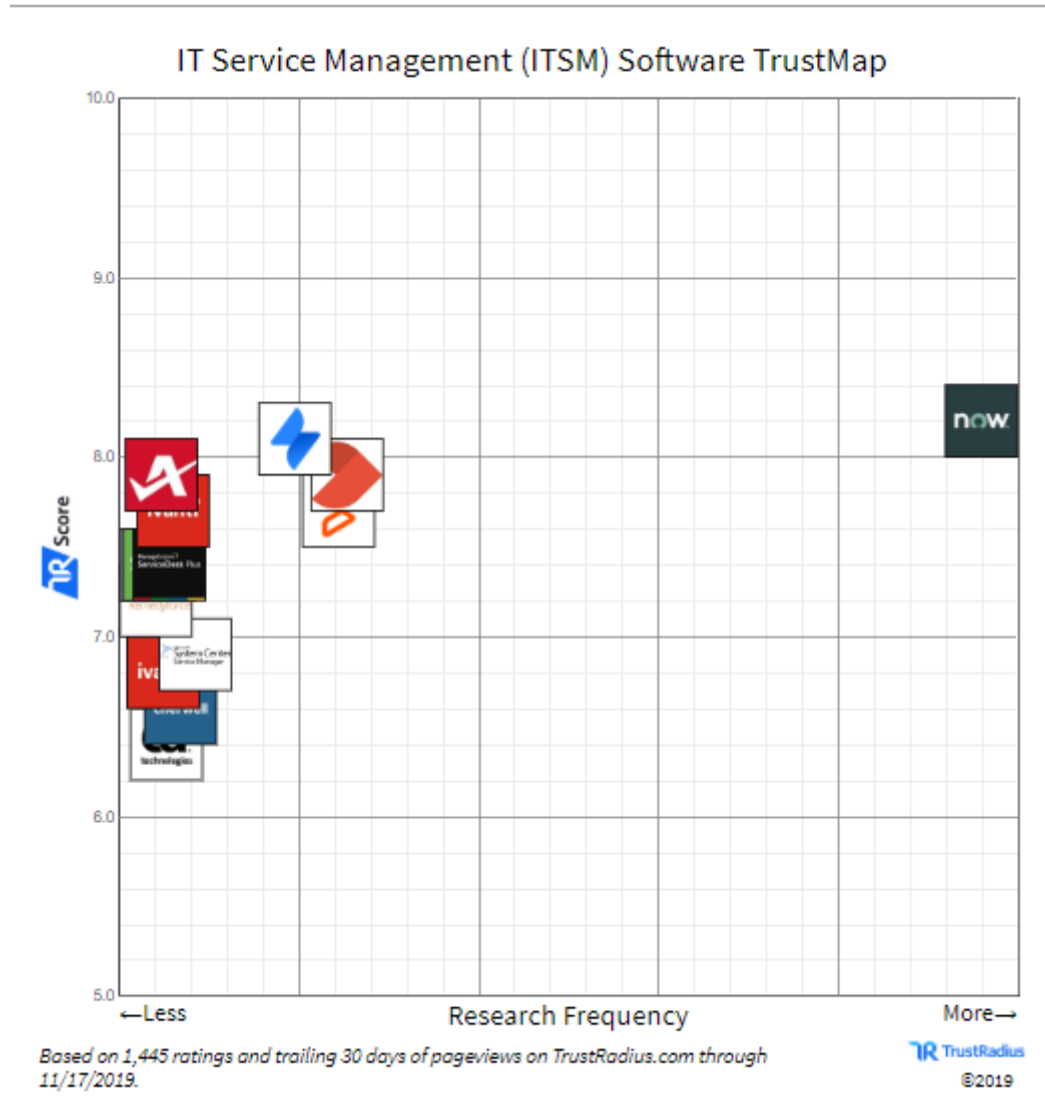 IT Service Management (ITSM) Software TrustMap
10.0
9.0
now.
8.0
Score
ManageEngine
ServiceDesk Plus
7.0
System Center
Service Manager
technologies
6.0
5.0
←Less
Research Frequency
More→
Based on 1,445 ratings and trailing 30 days of pageviews on TrustRadius.com through
11/17/2019.
TrustRadius
©2019